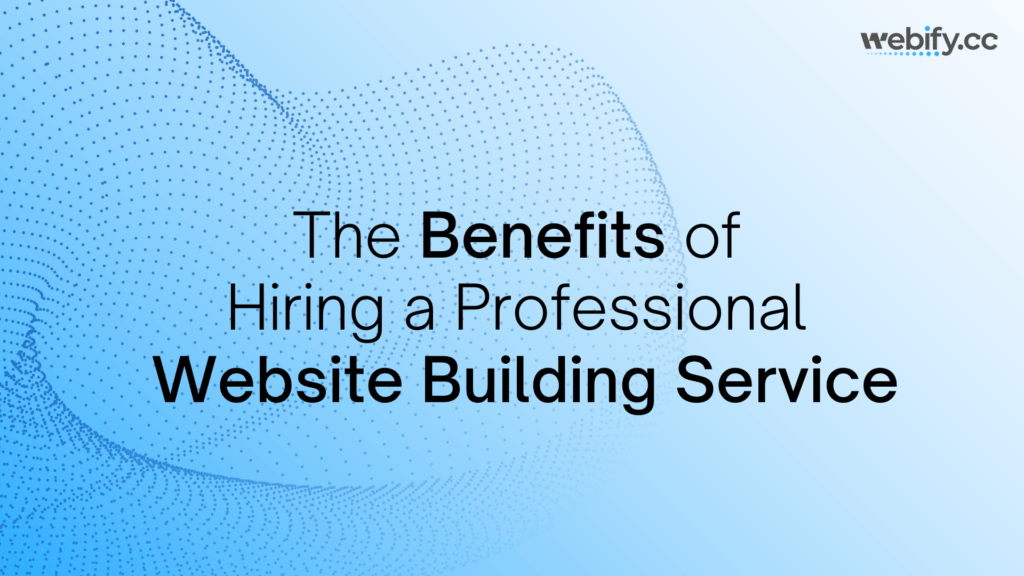 webify.cc
The Benefits of
Hiring a Professional
Website Building Service